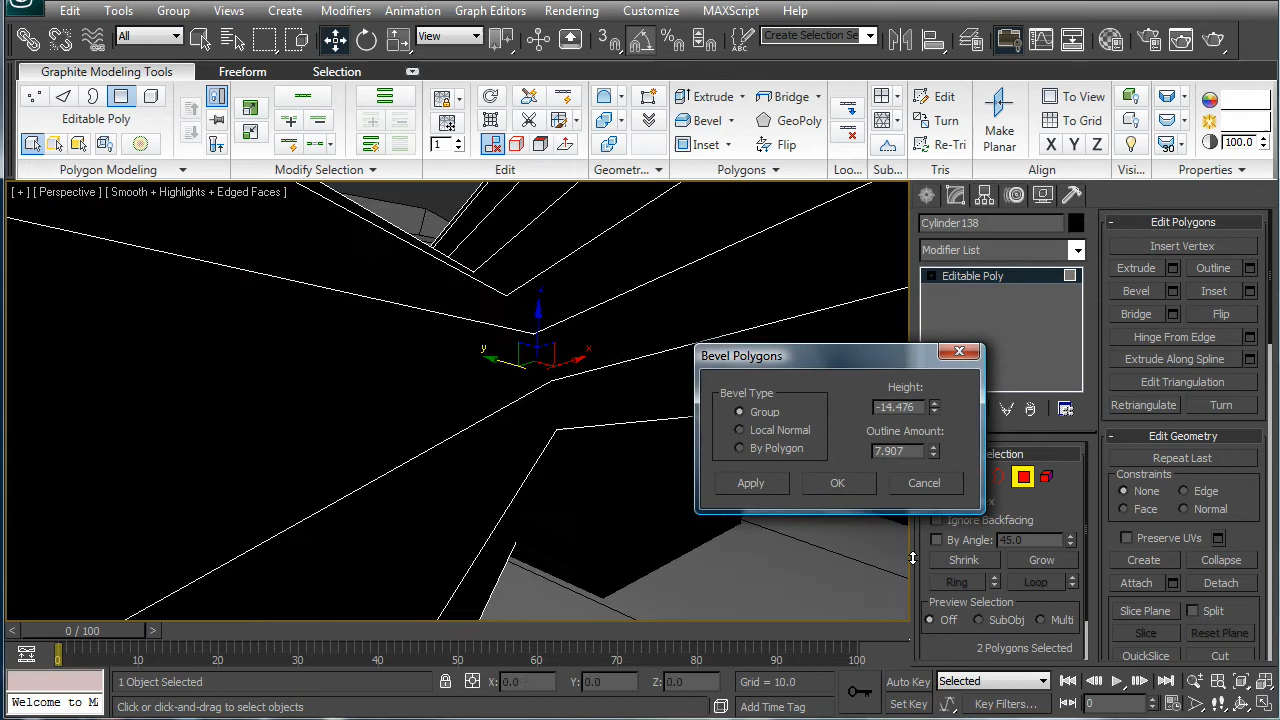 Edit Tools Group Views Create Modifiers Animation Graph Editors Rendering Customize MAXScript Help
All View 3 Create Selection Se
Graphite Modeling Tools Freeform Selection
Extrude Bridge Edit To View
Editable Poly Bevel GeoPoly Turn To Grid
1 Inset Flip Re-Tri Make Planar X Y Z 100.0
Polygon Modeling Modify Selection Edit Geometr... Polygons Loo... Sub... Tris Align Visi... Properties
[ + ] [ Perspective ] [ Smooth + Highlights + Edged Faces ]
Cylinder138
Modifier List
Editable Poly
Edit Polygons
Insert Vertex
Extrude Outline
Bevel Inset
Bridge Flip
Hinge From Edge
Extrude Along Spline
Edit Triangulation
Retriangulate Turn
y x
Bevel Polygons
Bevel Type
Group
Local Normal
By Polygon
Height:
-14.476
Outline Amount:
7.907
Apply OK Cancel
Edit Geometry
Repeat Last
Constraints
None Edge
Face Normal
Preserve UVs
Create Collapse
Attach Detach
Slice Plane Split
Slice Reset Plane
QuickSlice Cut
election
Ignore Backfacing
By Angle: 45.0
Shrink Grow
Ring Loop
Preview Selection
Off SubObj Multi
2 Polygons Selected
0 / 100
0 10 20 30 40 50 60 70 80 90 100
1 Object Selected X: 0.0 Y: 0.0 Z: 0.0 Grid = 10.0 Auto Key Selected
Welcome to M Click or click-and-drag to select objects Add Time Tag Set Key Key Filters... 0